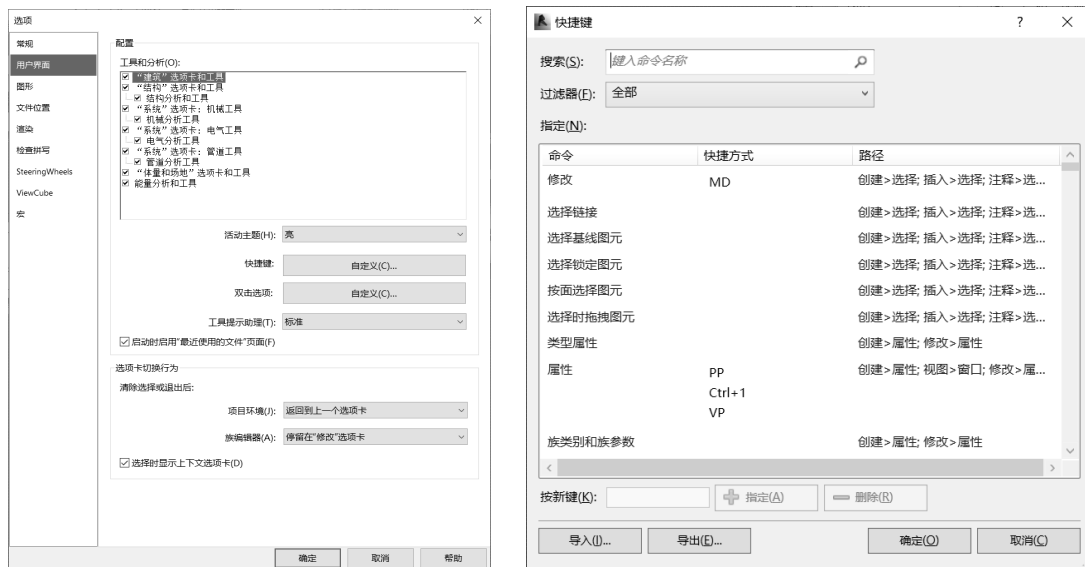 选项
常规
用户界面
图形
文件位置
渲染
检查拼写
SteeringWheels
ViewCube
宏
配置
工具和分析(O):
“建筑”选项卡和工具
“结构”选项卡和工具
结构分析和工具
“系统”选项卡：机械工具
机械分析工具
“系统”选项卡：电气工具
电气分析工具
“系统”选项卡：管道工具
管道分析工具
“体量和场地”选项卡和工具
能量分析和工具
活动主题(H): 亮
快捷键: 自定义(C)...
双击选项: 自定义(C)...
工具提示助理(T): 标准
启动时启用“最近使用的文件”页面(F)
选项卡切换行为
清除选择或退出后:
项目环境(J): 返回到上一个选项卡
族编辑器(A): 停留在“修改”选项卡
选择时显示上下文选项卡(D)
确定 取消 帮助
快捷键 ?
搜索(S): 键入命令名称
过滤器(F): 全部
指定(N):
命令 快捷方式 路径
修改 MD 创建>选择; 插入>选择; 注释>选...
选择链接 创建>选择; 插入>选择; 注释>选...
选择基线图元 创建>选择; 插入>选择; 注释>选...
选择锁定图元 创建>选择; 插入>选择; 注释>选...
按面选择图元 创建>选择; 插入>选择; 注释>选...
选择时拖拽图元 创建>选择; 插入>选择; 注释>选...
类型属性 创建>属性; 修改>属性
属性 PP 创建>属性; 视图>窗口; 修改>属...
Ctrl+1
VP
族类别和族参数 创建>属性; 修改>属性
按新键(K): 指定(A) 删除(R)
导入(I)... 导出(E)... 确定(O) 取消(C)